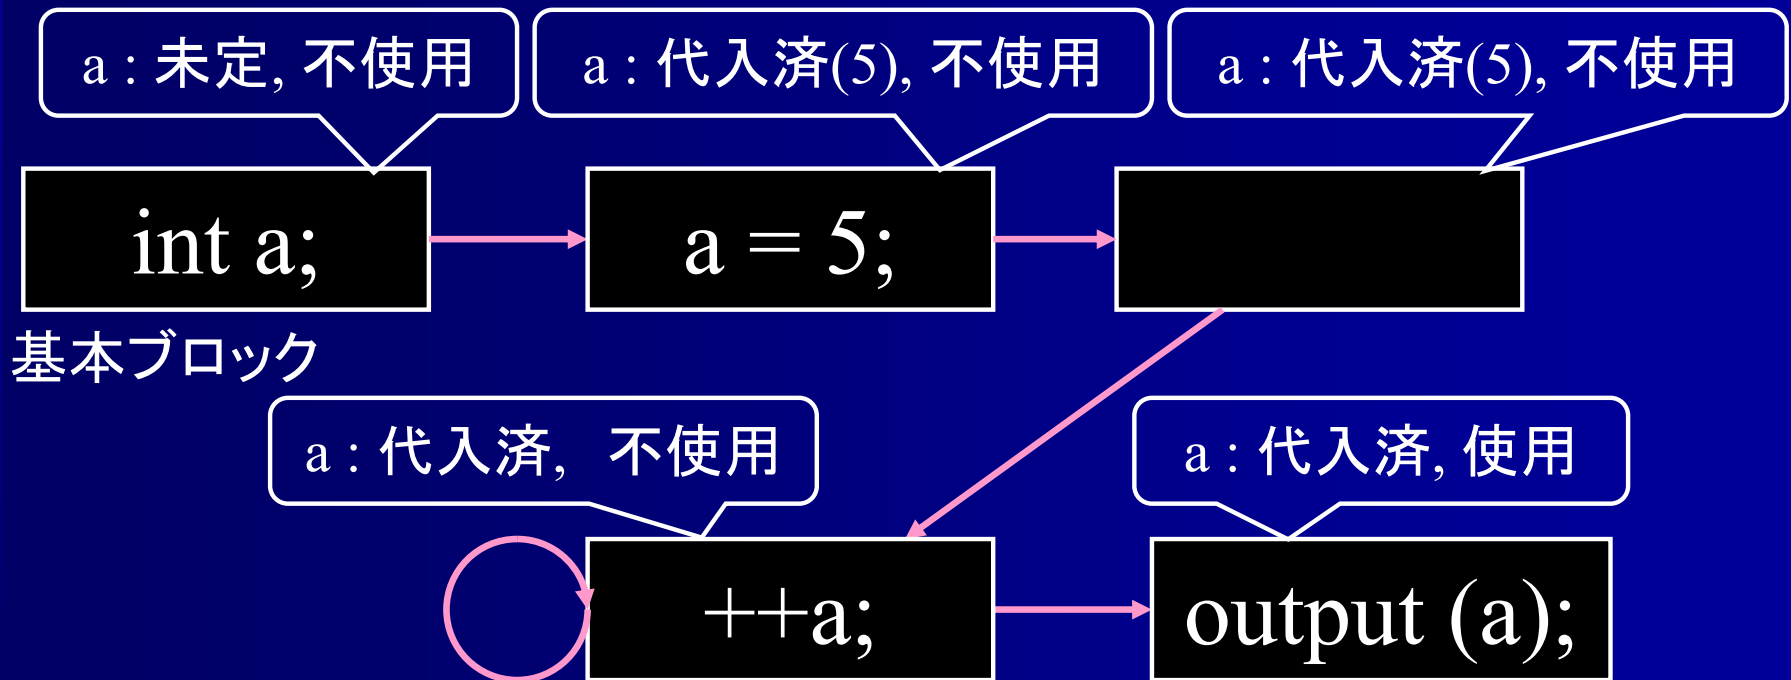 a : 未定, 不使用
a : 代入済(5), 不使用
a : 代入済(5), 不使用
int a;
a = 5;
基本ブロック
a : 代入済, 不使用
a : 代入済, 使用
++a;
output (a);